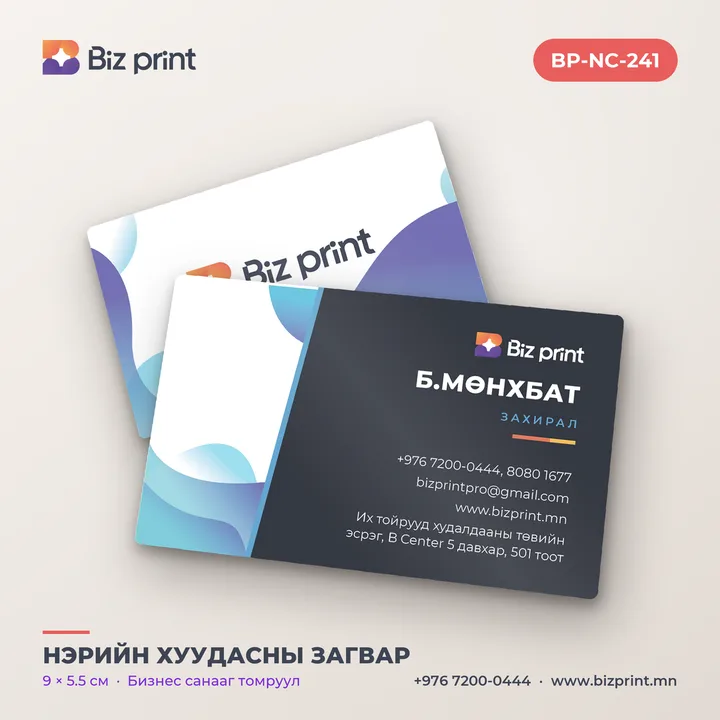 Biz print
BP-NC-241
Biz print
Biz print
Б.МӨНХБАТ
ЗАХИРАЛ
+976 7200-0444, 8080 1677
bizprintpro@gmail.com
www.bizprint.mn
Их тойрууд худалдааны төвийн
эсрэг, B Center 5 давхар, 501 тоот
НЭРИЙН ХУУДАСНЫ ЗАГВАР
9 × 5.5 см · Бизнес санааг томруул
+976 7200-0444 · www.bizprint.mn